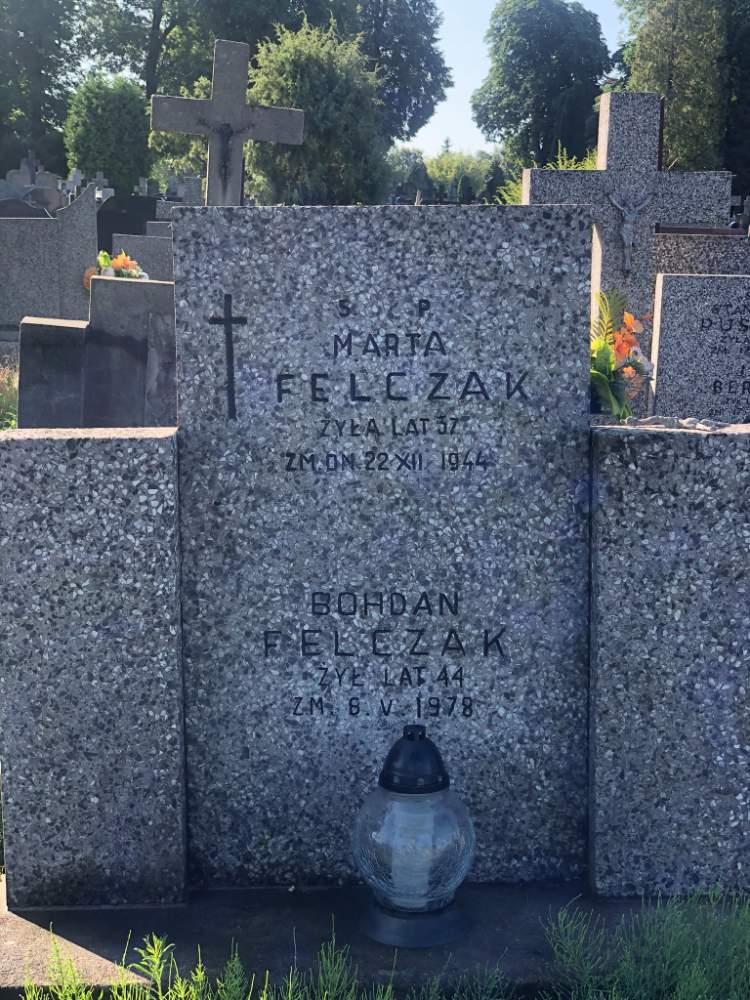 Ś. † P.
MARTA
FELCZAK
ŻYŁA LAT 37
ZM. DN. 22 XII. 1944
BOHDAN
FELCZAK
ŻYŁ LAT 44
ZM. 6. V. 1978